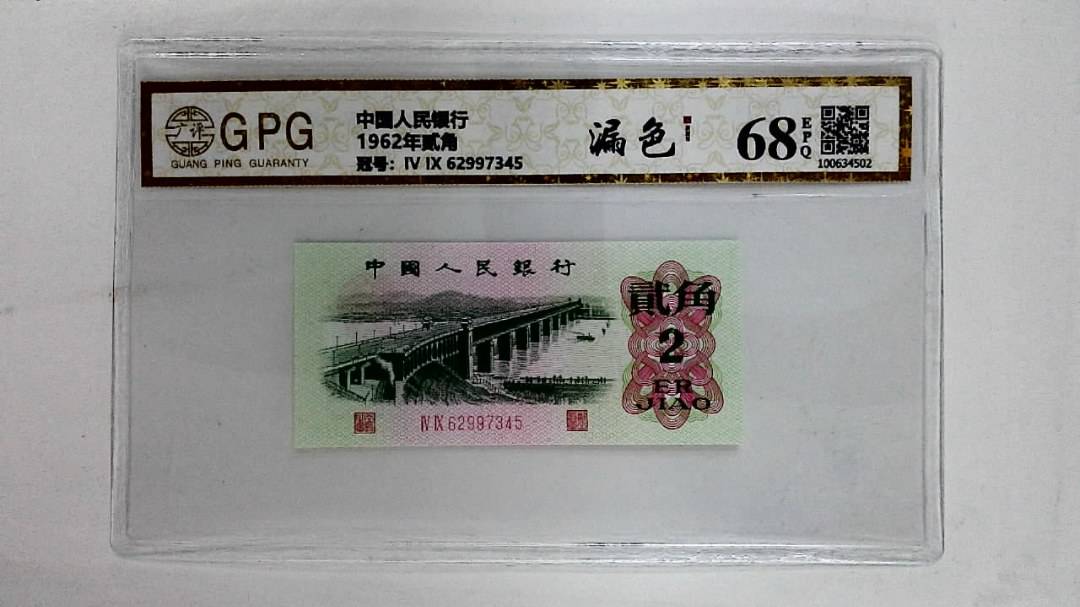 广评
GPG
GUANG PING GUARANTY
中国人民银行
1962年贰角
冠号：IV IX 62997345
漏色
68
EPQ
100634502
中國人民銀行
貳角
2
ER
JIAO
IV IX 62997345